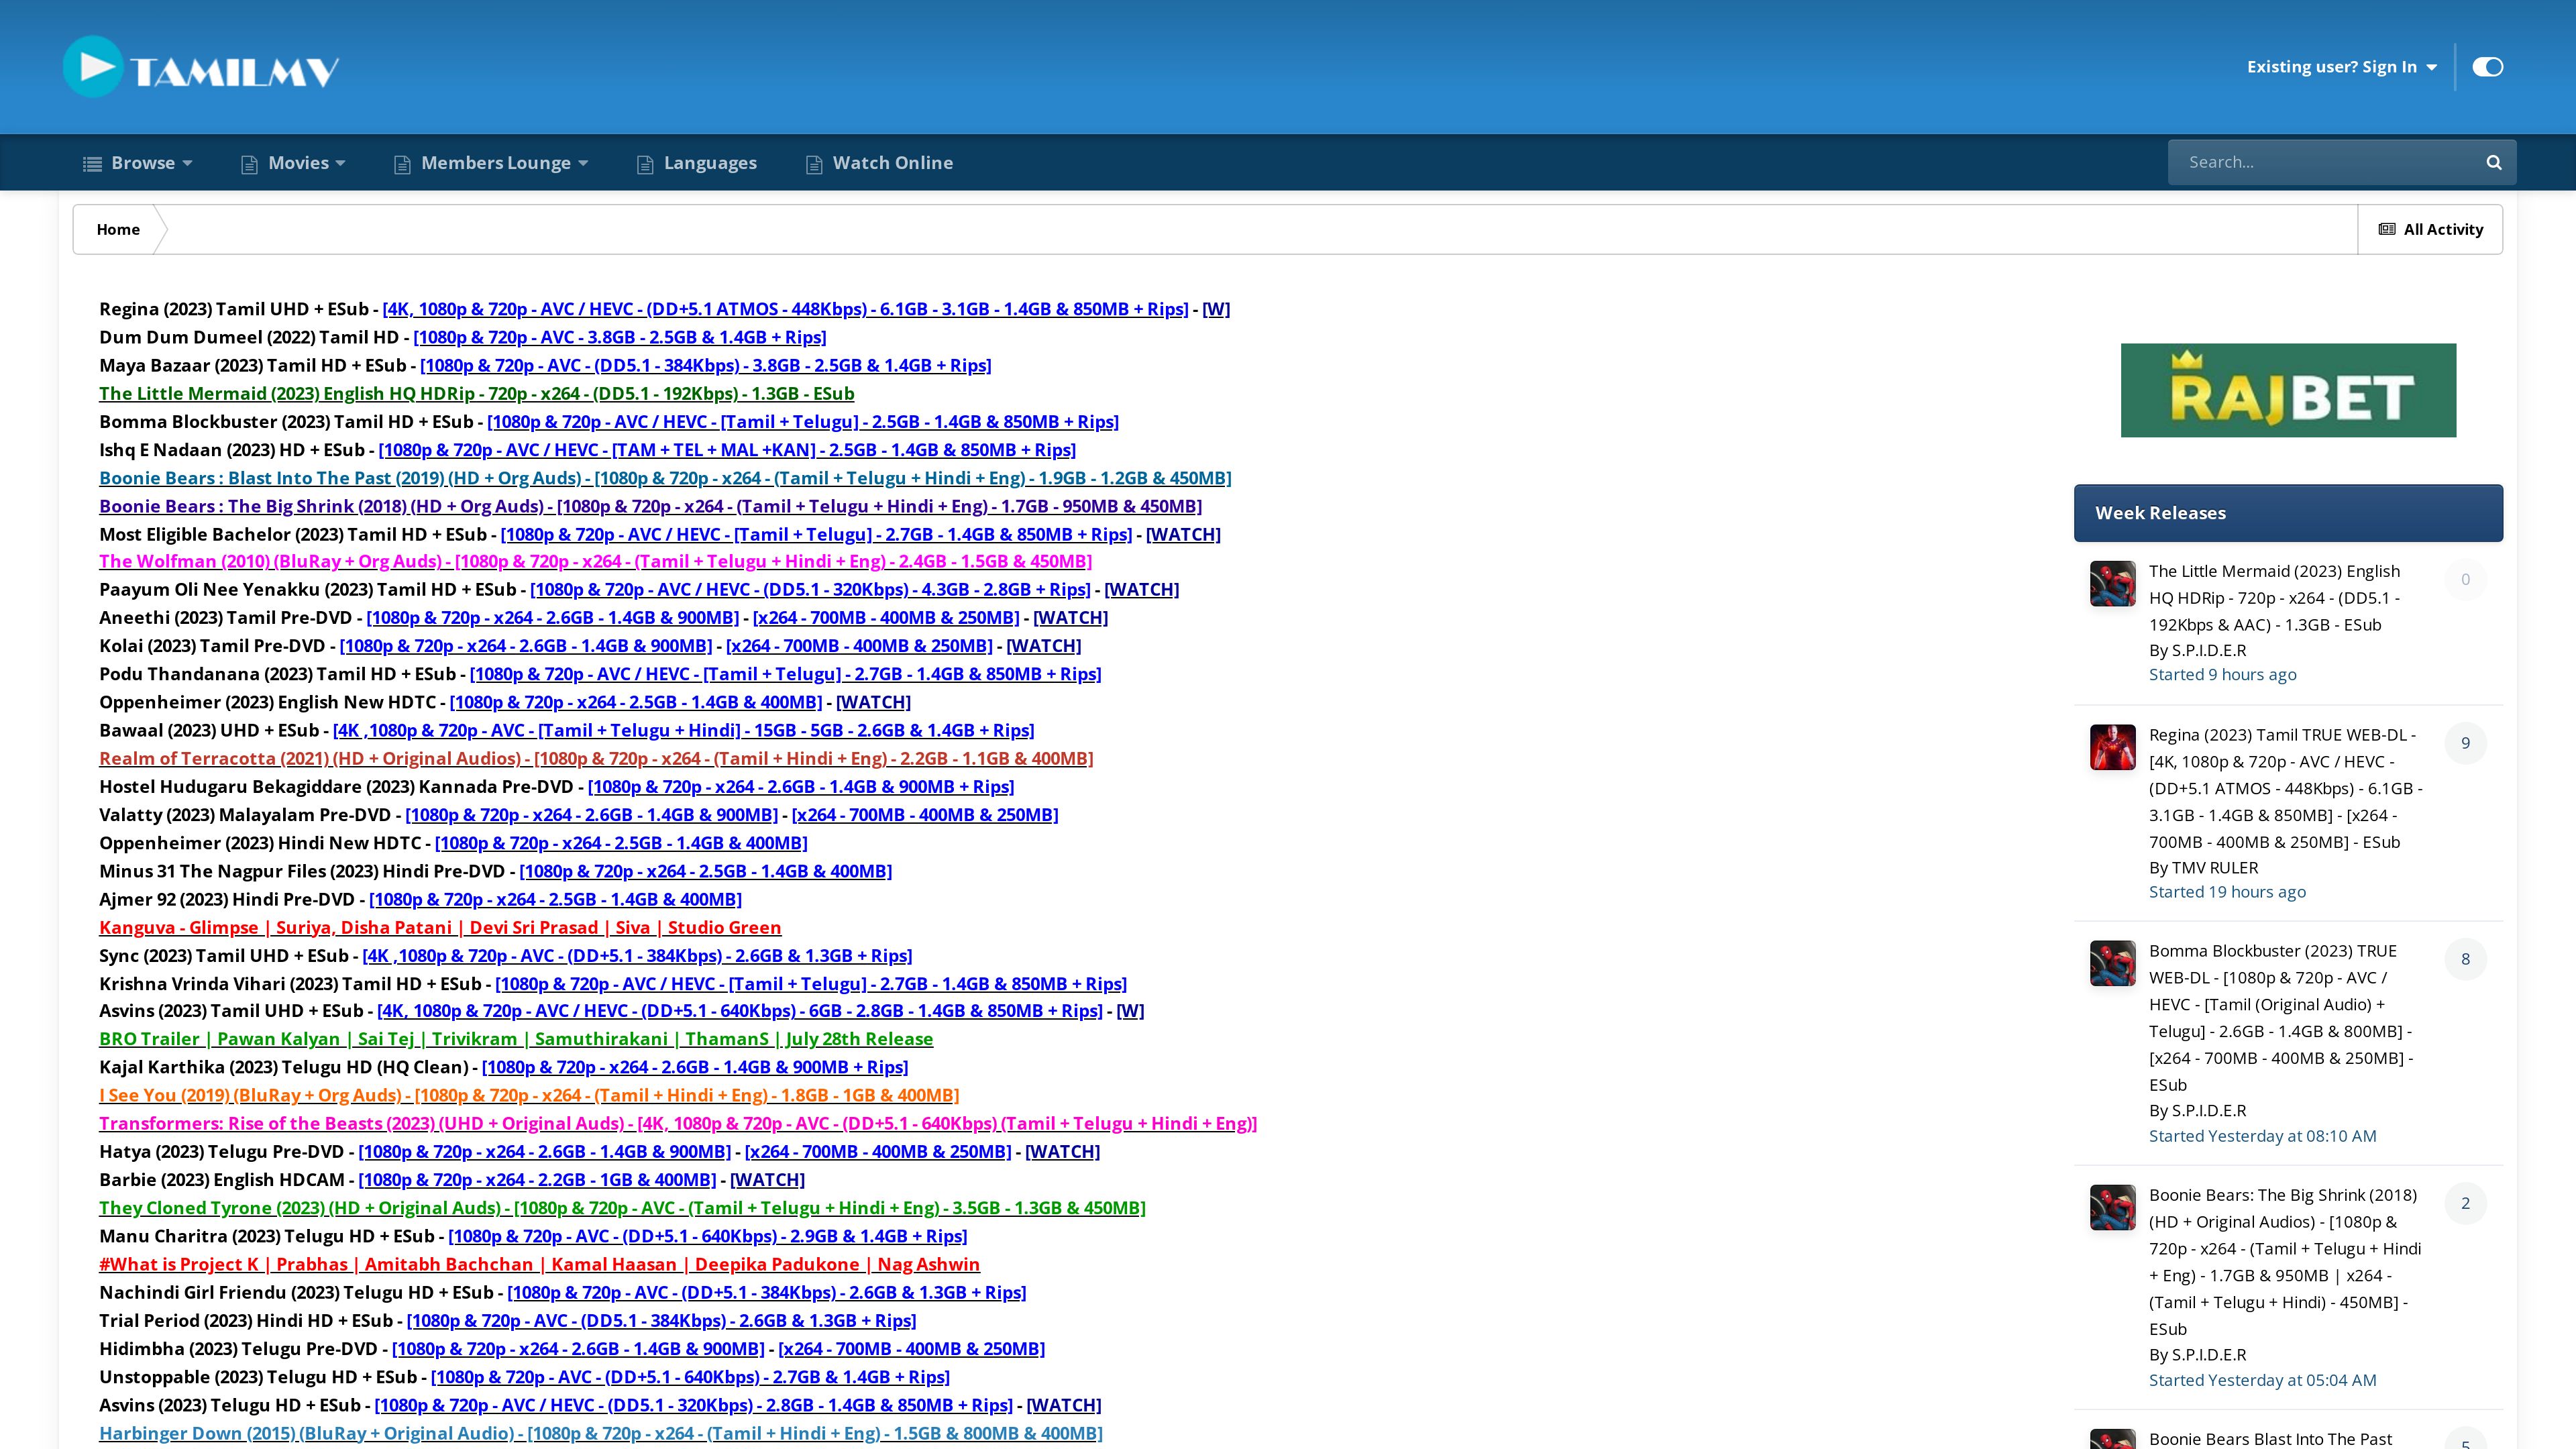 TAMILMV
Existing user? Sign In
Browse
Movies
Members Lounge
Languages
Watch Online
Search...
Home
All Activity
Regina (2023) Tamil UHD + ESub - [4K, 1080p & 720p - AVC / HEVC - (DD+5.1 ATMOS - 448Kbps) - 6.1GB - 3.1GB - 1.4GB & 850MB + Rips] - [W]
Dum Dum Dumeel (2022) Tamil HD - [1080p & 720p - AVC - 3.8GB - 2.5GB & 1.4GB + Rips]
Maya Bazaar (2023) Tamil HD + ESub - [1080p & 720p - AVC - (DD5.1 - 384Kbps) - 3.8GB - 2.5GB & 1.4GB + Rips]
The Little Mermaid (2023) English HQ HDRip - 720p - x264 - (DD5.1 - 192Kbps) - 1.3GB - ESub
Bomma Blockbuster (2023) Tamil HD + ESub - [1080p & 720p - AVC / HEVC - [Tamil + Telugu] - 2.5GB - 1.4GB & 850MB + Rips]
Ishq E Nadaan (2023) HD + ESub - [1080p & 720p - AVC / HEVC - [TAM + TEL + MAL +KAN] - 2.5GB - 1.4GB & 850MB + Rips]
Boonie Bears : Blast Into The Past (2019) (HD + Org Auds) - [1080p & 720p - x264 - (Tamil + Telugu + Hindi + Eng) - 1.9GB - 1.2GB & 450MB]
Boonie Bears : The Big Shrink (2018) (HD + Org Auds) - [1080p & 720p - x264 - (Tamil + Telugu + Hindi + Eng) - 1.7GB - 950MB & 450MB]
Most Eligible Bachelor (2023) Tamil HD + ESub - [1080p & 720p - AVC / HEVC - [Tamil + Telugu] - 2.7GB - 1.4GB & 850MB + Rips] - [WATCH]
The Wolfman (2010) (BluRay + Org Auds) - [1080p & 720p - x264 - (Tamil + Telugu + Hindi + Eng) - 2.4GB - 1.5GB & 450MB]
Paayum Oli Nee Yenakku (2023) Tamil HD + ESub - [1080p & 720p - AVC / HEVC - (DD5.1 - 320Kbps) - 4.3GB - 2.8GB + Rips] - [WATCH]
Aneethi (2023) Tamil Pre-DVD - [1080p & 720p - x264 - 2.6GB - 1.4GB & 900MB] - [x264 - 700MB - 400MB & 250MB] - [WATCH]
Kolai (2023) Tamil Pre-DVD - [1080p & 720p - x264 - 2.6GB - 1.4GB & 900MB] - [x264 - 700MB - 400MB & 250MB] - [WATCH]
Podu Thandanana (2023) Tamil HD + ESub - [1080p & 720p - AVC / HEVC - [Tamil + Telugu] - 2.7GB - 1.4GB & 850MB + Rips]
Oppenheimer (2023) English New HDTC - [1080p & 720p - x264 - 2.5GB - 1.4GB & 400MB] - [WATCH]
Bawaal (2023) UHD + ESub - [4K ,1080p & 720p - AVC - [Tamil + Telugu + Hindi] - 15GB - 5GB - 2.6GB & 1.4GB + Rips]
Realm of Terracotta (2021) (HD + Original Audios) - [1080p & 720p - x264 - (Tamil + Hindi + Eng) - 2.2GB - 1.1GB & 400MB]
Hostel Hudugaru Bekagiddare (2023) Kannada Pre-DVD - [1080p & 720p - x264 - 2.6GB - 1.4GB & 900MB + Rips]
Valatty (2023) Malayalam Pre-DVD - [1080p & 720p - x264 - 2.6GB - 1.4GB & 900MB] - [x264 - 700MB - 400MB & 250MB]
Oppenheimer (2023) Hindi New HDTC - [1080p & 720p - x264 - 2.5GB - 1.4GB & 400MB]
Minus 31 The Nagpur Files (2023) Hindi Pre-DVD - [1080p & 720p - x264 - 2.5GB - 1.4GB & 400MB]
Ajmer 92 (2023) Hindi Pre-DVD - [1080p & 720p - x264 - 2.5GB - 1.4GB & 400MB]
Kanguva - Glimpse | Suriya, Disha Patani | Devi Sri Prasad | Siva | Studio Green
Sync (2023) Tamil UHD + ESub - [4K ,1080p & 720p - AVC - (DD+5.1 - 384Kbps) - 2.6GB & 1.3GB + Rips]
Krishna Vrinda Vihari (2023) Tamil HD + ESub - [1080p & 720p - AVC / HEVC - [Tamil + Telugu] - 2.7GB - 1.4GB & 850MB + Rips]
Asvins (2023) Tamil UHD + ESub - [4K, 1080p & 720p - AVC / HEVC - (DD+5.1 - 640Kbps) - 6GB - 2.8GB - 1.4GB & 850MB + Rips] - [W]
BRO Trailer | Pawan Kalyan | Sai Tej | Trivikram | Samuthirakani | ThamanS | July 28th Release
Kajal Karthika (2023) Telugu HD (HQ Clean) - [1080p & 720p - x264 - 2.6GB - 1.4GB & 900MB + Rips]
I See You (2019) (BluRay + Org Auds) - [1080p & 720p - x264 - (Tamil + Hindi + Eng) - 1.8GB - 1GB & 400MB]
Transformers: Rise of the Beasts (2023) (UHD + Original Auds) - [4K, 1080p & 720p - AVC - (DD+5.1 - 640Kbps) (Tamil + Telugu + Hindi + Eng)]
Hatya (2023) Telugu Pre-DVD - [1080p & 720p - x264 - 2.6GB - 1.4GB & 900MB] - [x264 - 700MB - 400MB & 250MB] - [WATCH]
Barbie (2023) English HDCAM - [1080p & 720p - x264 - 2.2GB - 1GB & 400MB] - [WATCH]
They Cloned Tyrone (2023) (HD + Original Auds) - [1080p & 720p - AVC - (Tamil + Telugu + Hindi + Eng) - 3.5GB - 1.3GB & 450MB]
Manu Charitra (2023) Telugu HD + ESub - [1080p & 720p - AVC - (DD+5.1 - 640Kbps) - 2.9GB & 1.4GB + Rips]
#What is Project K | Prabhas | Amitabh Bachchan | Kamal Haasan | Deepika Padukone | Nag Ashwin
Nachindi Girl Friendu (2023) Telugu HD + ESub - [1080p & 720p - AVC - (DD+5.1 - 384Kbps) - 2.6GB & 1.3GB + Rips]
Trial Period (2023) Hindi HD + ESub - [1080p & 720p - AVC - (DD5.1 - 384Kbps) - 2.6GB & 1.3GB + Rips]
Hidimbha (2023) Telugu Pre-DVD - [1080p & 720p - x264 - 2.6GB - 1.4GB & 900MB] - [x264 - 700MB - 400MB & 250MB]
Unstoppable (2023) Telugu HD + ESub - [1080p & 720p - AVC - (DD+5.1 - 640Kbps) - 2.7GB & 1.4GB + Rips]
Asvins (2023) Telugu HD + ESub - [1080p & 720p - AVC / HEVC - (DD5.1 - 320Kbps) - 2.8GB - 1.4GB & 850MB + Rips] - [WATCH]
Harbinger Down (2015) (BluRay + Original Audio) - [1080p & 720p - x264 - (Tamil + Hindi + Eng) - 1.5GB & 800MB & 400MB]
RAJBET
Week Releases
The Little Mermaid (2023) English
HQ HDRip - 720p - x264 - (DD5.1 -
192Kbps & AAC) - 1.3GB - ESub
By S.P.I.D.E.R
Started 9 hours ago
0
Regina (2023) Tamil TRUE WEB-DL -
[4K, 1080p & 720p - AVC / HEVC -
(DD+5.1 ATMOS - 448Kbps) - 6.1GB -
3.1GB - 1.4GB & 850MB] - [x264 -
700MB - 400MB & 250MB] - ESub
By TMV RULER
Started 19 hours ago
9
Bomma Blockbuster (2023) TRUE
WEB-DL - [1080p & 720p - AVC /
HEVC - [Tamil (Original Audio) +
Telugu] - 2.6GB - 1.4GB & 800MB] -
[x264 - 700MB - 400MB & 250MB] -
ESub
By S.P.I.D.E.R
Started Yesterday at 08:10 AM
8
Boonie Bears: The Big Shrink (2018)
(HD + Original Audios) - [1080p &
720p - x264 - (Tamil + Telugu + Hindi
+ Eng) - 1.7GB & 950MB | x264 -
(Tamil + Telugu + Hindi) - 450MB] -
ESub
By S.P.I.D.E.R
Started Yesterday at 05:04 AM
2
Boonie Bears Blast Into The Past
5